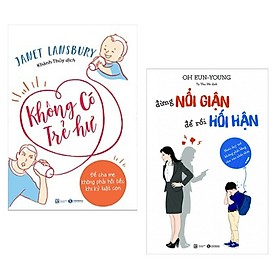 JANET LANSBURY
Khánh Thủy dịch
Không Có
Trẻ hư
Để cha mẹ
không phải hối tiếc
khi kỷ luật con
OH EUN-YOUNG
đừng NỔI GIẬN
để rồi HỐI HẬN